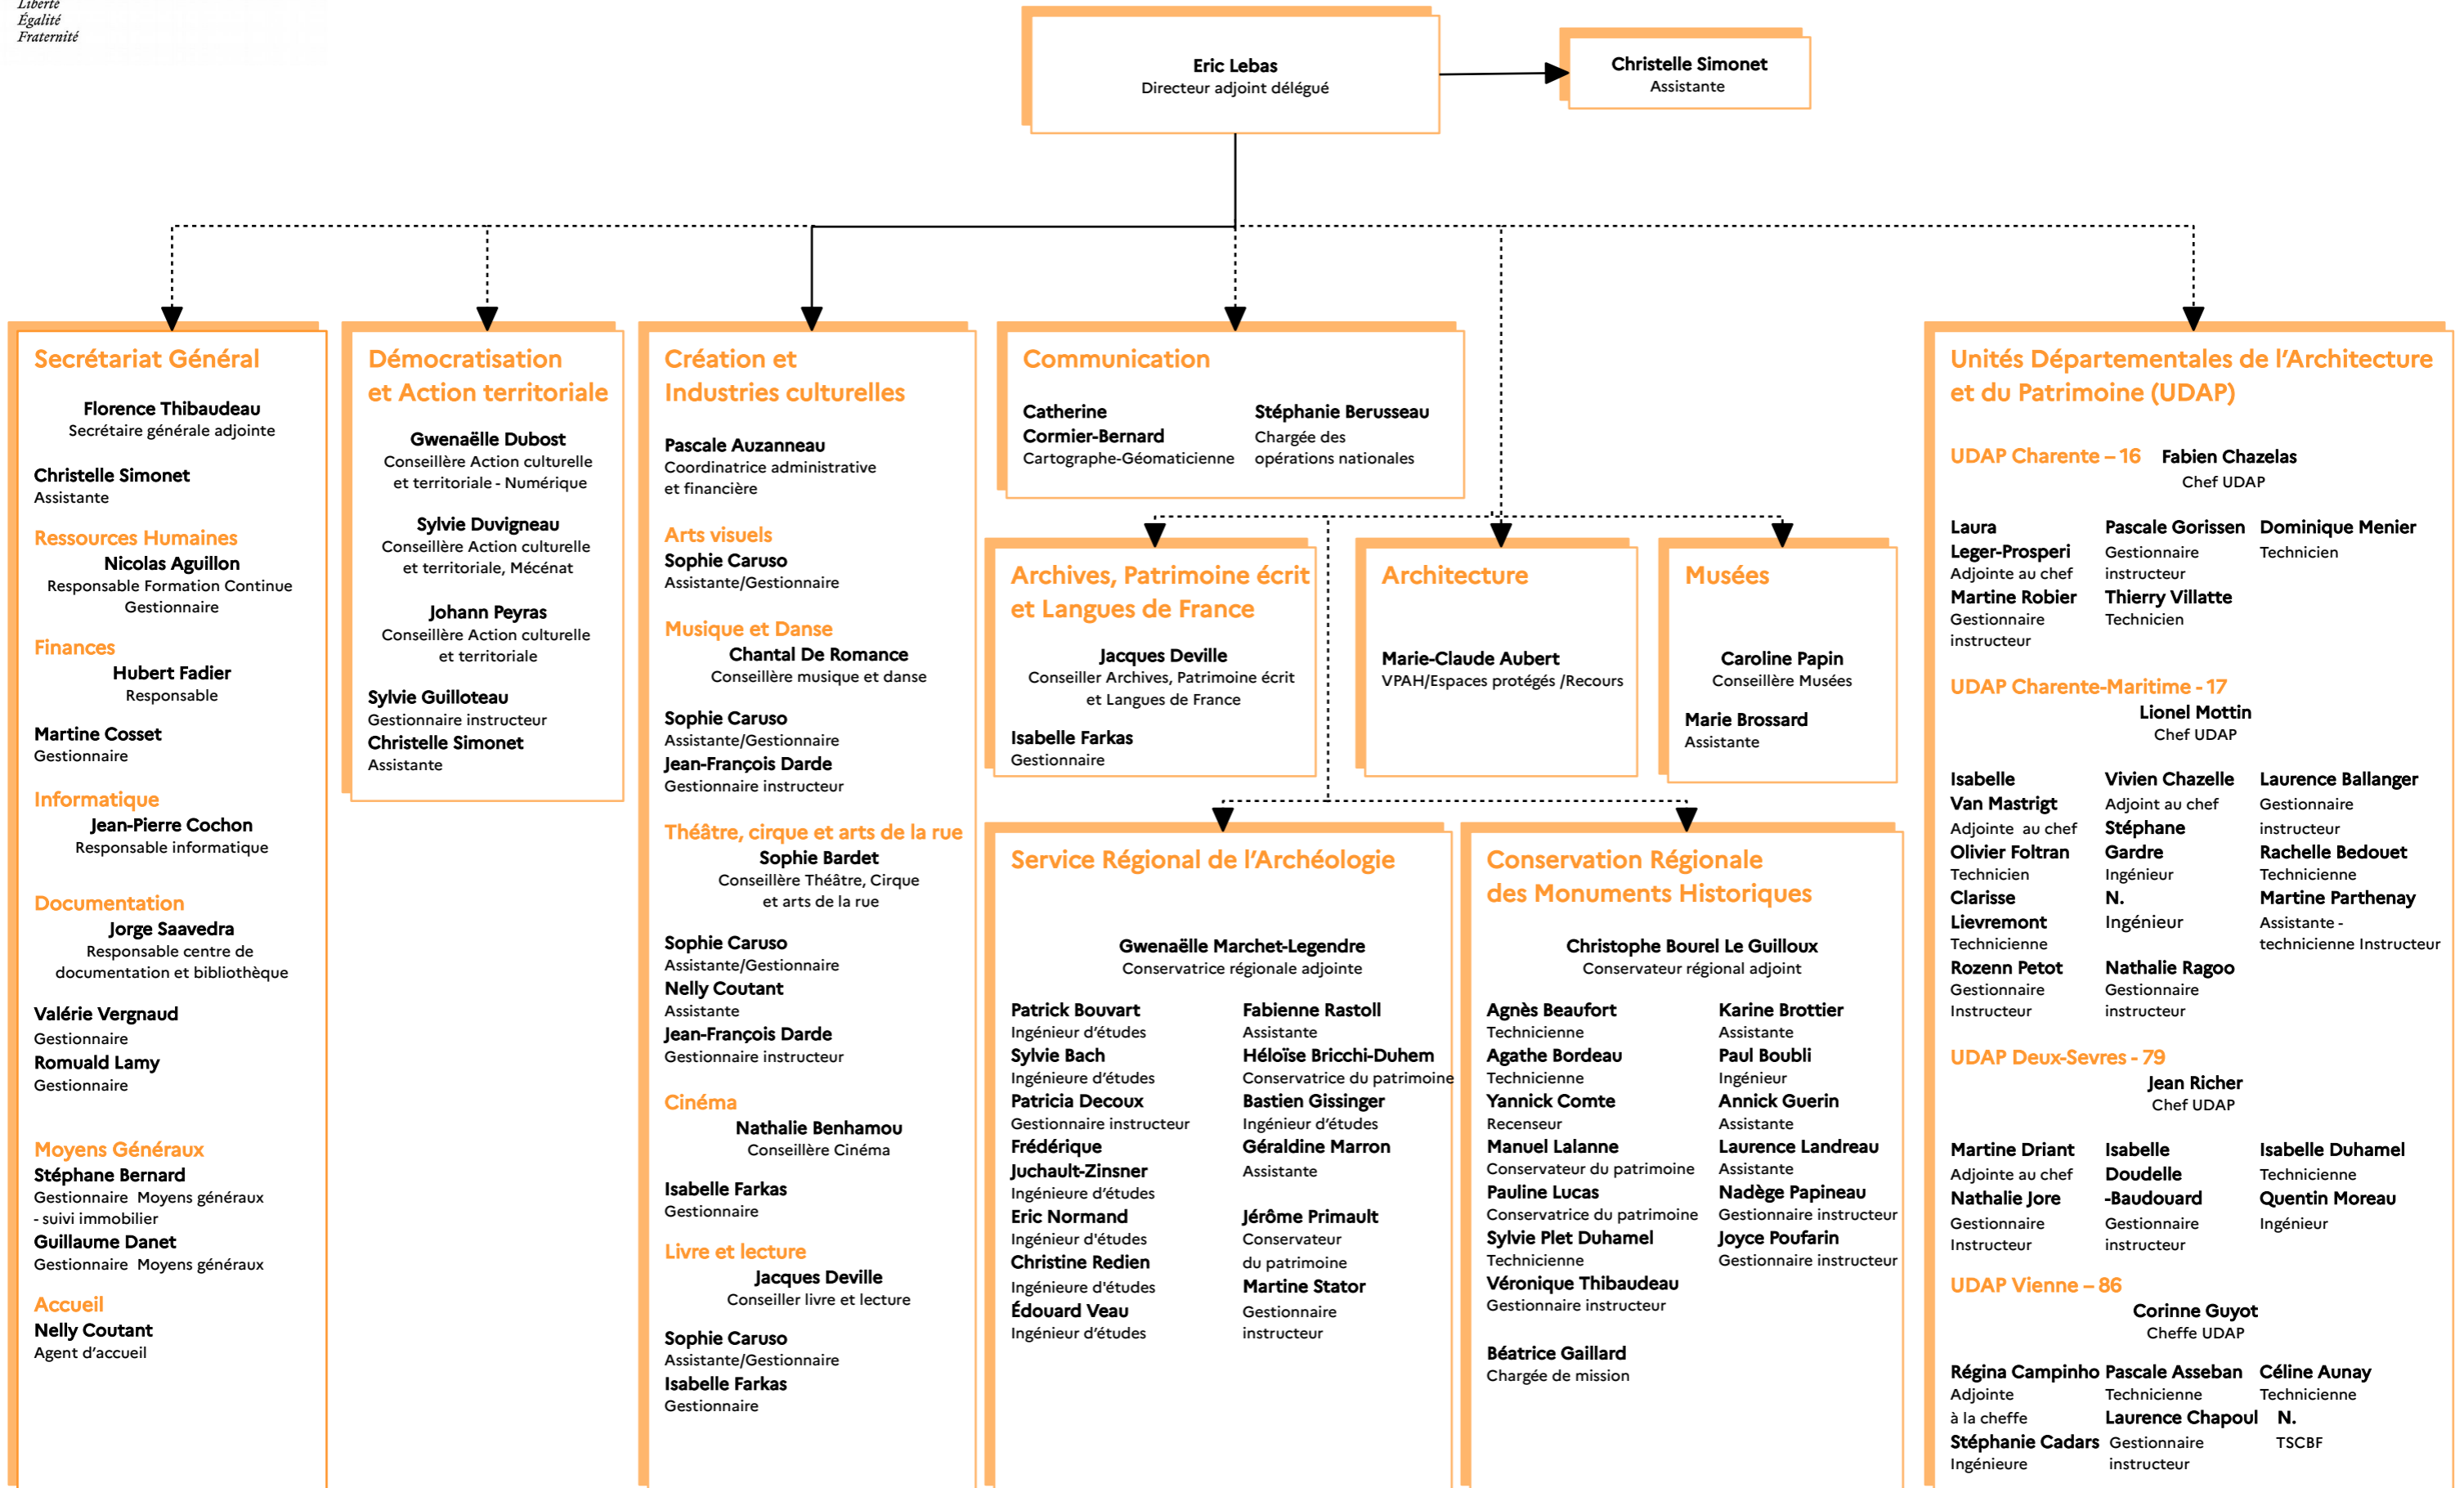 Liberté
Égalité
Fraternité
Eric Lebas
Directeur adjoint délégué
Christelle Simonet
Assistante
Secrétariat Général
Florence Thibaudeau
Secrétaire générale adjointe
Christelle Simonet
Assistante
Ressources Humaines
Nicolas Aguillon
Responsable Formation Continue
Gestionnaire
Finances
Hubert Fadier
Responsable
Martine Cosset
Gestionnaire
Informatique
Jean-Pierre Cochon
Responsable informatique
Documentation
Jorge Saavedra
Responsable centre de
documentation et bibliothèque
Valérie Vergnaud
Gestionnaire
Romuald Lamy
Gestionnaire
Moyens Généraux
Stéphane Bernard
Gestionnaire Moyens généraux
- suivi immobilier
Guillaume Danet
Gestionnaire Moyens généraux
Accueil
Nelly Coutant
Agent d'accueil
Démocratisation
et Action territoriale
Gwenaëlle Dubost
Conseillère Action culturelle
et territoriale - Numérique
Sylvie Duvigneau
Conseillère Action culturelle
et territoriale, Mécénat
Johann Peyras
Conseillère Action culturelle
et territoriale
Sylvie Guilloteau
Gestionnaire instructeur
Christelle Simonet
Assistante
Création et
Industries culturelles
Pascale Auzanneau
Coordinatrice administrative
et financière
Arts visuels
Sophie Caruso
Assistante/Gestionnaire
Musique et Danse
Chantal De Romance
Conseillère musique et danse
Sophie Caruso
Assistante/Gestionnaire
Jean-François Darde
Gestionnaire instructeur
Théâtre, cirque et arts de la rue
Sophie Bardet
Conseillère Théâtre, Cirque
et arts de la rue
Sophie Caruso
Assistante/Gestionnaire
Nelly Coutant
Assistante
Jean-François Darde
Gestionnaire instructeur
Cinéma
Nathalie Benhamou
Conseillère Cinéma
Isabelle Farkas
Gestionnaire
Livre et lecture
Jacques Deville
Conseiller livre et lecture
Sophie Caruso
Assistante/Gestionnaire
Isabelle Farkas
Gestionnaire
Communication
Catherine
Cormier-Bernard
Cartographe-Géomaticienne
Stéphanie Berusseau
Chargée des
opérations nationales
Archives, Patrimoine écrit
et Langues de France
Jacques Deville
Conseiller Archives, Patrimoine écrit
et Langues de France
Isabelle Farkas
Gestionnaire
Architecture
Marie-Claude Aubert
VPAH/Espaces protégés /Recours
Musées
Caroline Papin
Conseillère Musées
Marie Brossard
Assistante
Service Régional de l'Archéologie
Gwenaëlle Marchet-Legendre
Conservatrice régionale adjointe
Patrick Bouvart
Ingénieur d'études
Sylvie Bach
Ingénieure d'études
Patricia Decoux
Gestionnaire instructeur
Frédérique
Juchault-Zinsner
Ingénieure d'études
Eric Normand
Ingénieur d'études
Christine Redien
Ingénieure d'études
Édouard Veau
Ingénieur d'études
Fabienne Rastoll
Assistante
Héloïse Bricchi-Duhem
Conservatrice du patrimoine
Bastien Gissinger
Ingénieur d'études
Géraldine Marron
Assistante
Jérôme Primault
Conservateur
du patrimoine
Martine Stator
Gestionnaire
instructeur
Conservation Régionale
des Monuments Historiques
Christophe Bourel Le Guilloux
Conservateur régional adjoint
Agnès Beaufort
Technicienne
Agathe Bordeau
Technicienne
Yannick Comte
Recenseur
Manuel Lalanne
Conservateur du patrimoine
Pauline Lucas
Conservatrice du patrimoine
Sylvie Plet Duhamel
Technicienne
Véronique Thibaudeau
Gestionnaire instructeur
Béatrice Gaillard
Chargée de mission
Karine Brottier
Assistante
Paul Boubli
Ingénieur
Annick Guerin
Assistante
Laurence Landreau
Assistante
Nadège Papineau
Gestionnaire instructeur
Joyce Poufarin
Gestionnaire instructeur
Unités Départementales de l'Architecture
et du Patrimoine (UDAP)
UDAP Charente – 16
Fabien Chazelas
Chef UDAP
Laura
Leger-Prosperi
Adjointe au chef
Martine Robier
Gestionnaire
instructeur
Pascale Gorissen
Gestionnaire
instructeur
Thierry Villatte
Technicien
Dominique Menier
Technicien
UDAP Charente-Maritime - 17
Lionel Mottin
Chef UDAP
Isabelle
Van Mastrigt
Adjointe au chef
Olivier Foltran
Technicien
Clarisse
Lievremont
Technicienne
Rozenn Petot
Gestionnaire
Instructeur
Vivien Chazelle
Adjoint au chef
Stéphane
Gardre
Ingénieur
N.
Ingénieur
Nathalie Ragoo
Gestionnaire
instructeur
Laurence Ballanger
Gestionnaire
instructeur
Rachelle Bedouet
Technicienne
Martine Parthenay
Assistante -
technicienne Instructeur
UDAP Deux-Sevres - 79
Jean Richer
Chef UDAP
Martine Driant
Adjointe au chef
Nathalie Jore
Gestionnaire
Instructeur
Isabelle
Doudelle
-Baudouard
Gestionnaire
instructeur
Isabelle Duhamel
Technicienne
Quentin Moreau
Ingénieur
UDAP Vienne – 86
Corinne Guyot
Cheffe UDAP
Régina Campinho
Adjointe
à la cheffe
Stéphanie Cadars
Ingénieure
Pascale Asseban
Technicienne
Laurence Chapoul
Gestionnaire
instructeur
Céline Aunay
Technicienne
N.
TSCBF